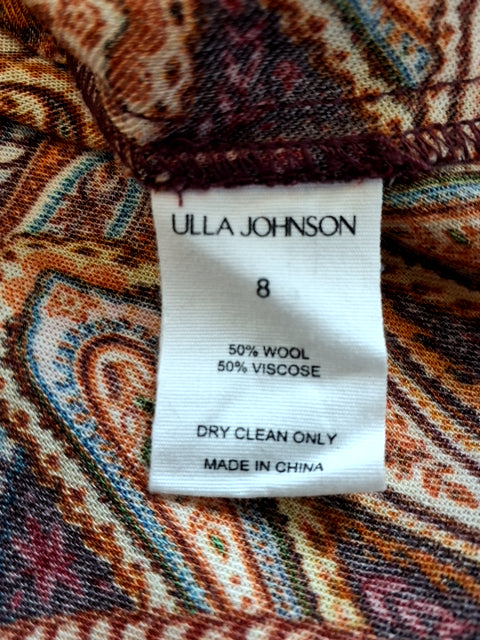 ULLA JOHNSON
8
50% WOOL
50% VISCOSE
DRY CLEAN ONLY
MADE IN CHINA